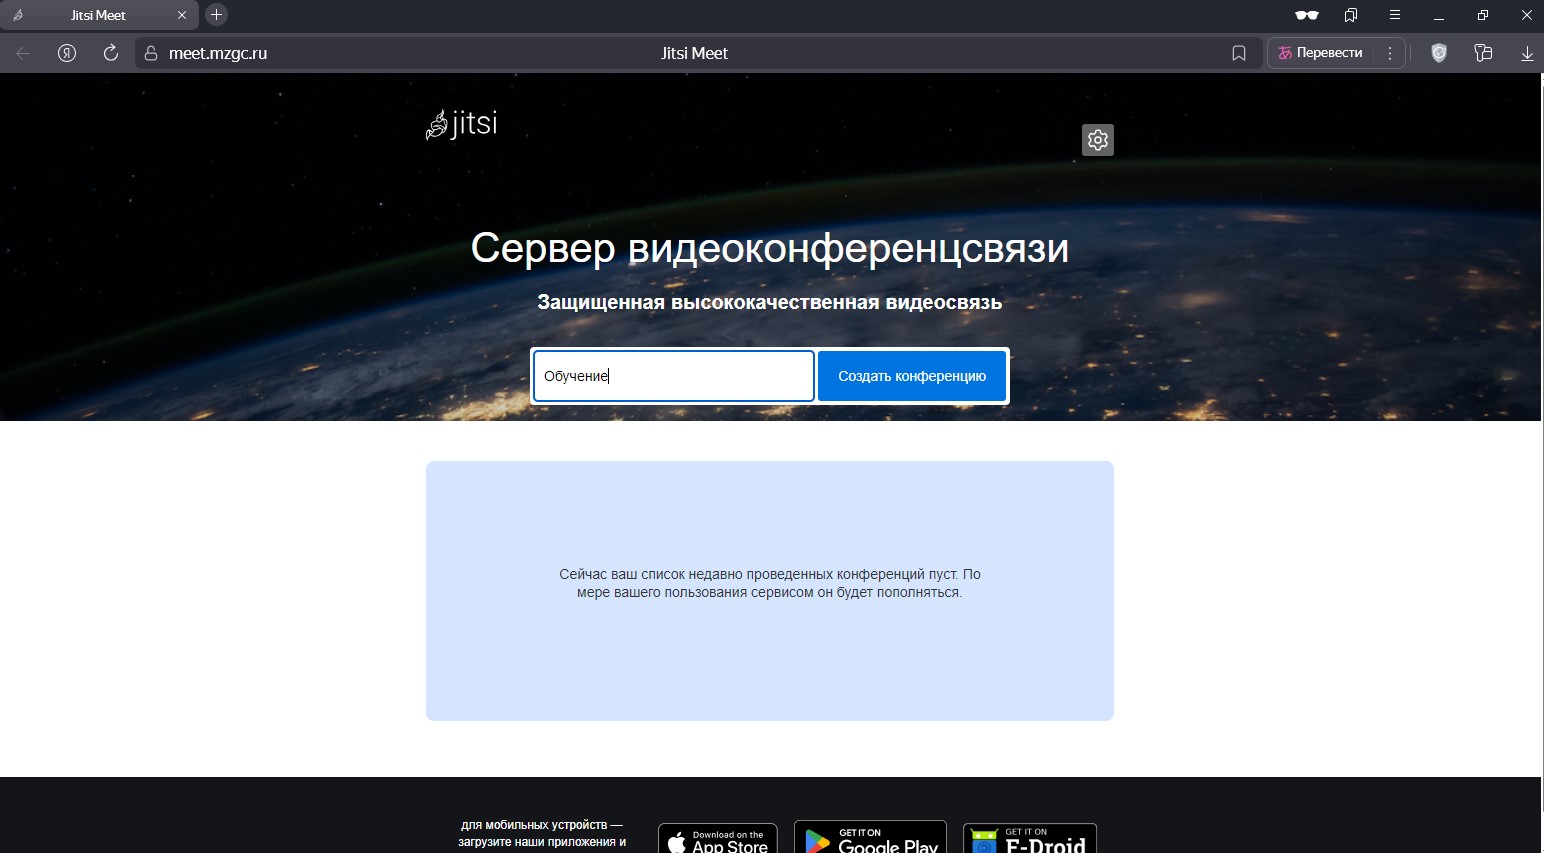 Jitsi Meet
meet.mzgc.ru
Jitsi Meet
Перевести
jitsi
Сервер видеоконференцсвязи
Защищенная высококачественная видеосвязь
Обучение
Создать конференцию
Сейчас ваш список недавно проведенных конференций пуст. По
мере вашего пользования сервисом он будет пополняться.
для мобильных устройств —
загрузите наши приложения и
Download on the
App Store
GET IT ON
Google Play
GET IT ON
F-Droid